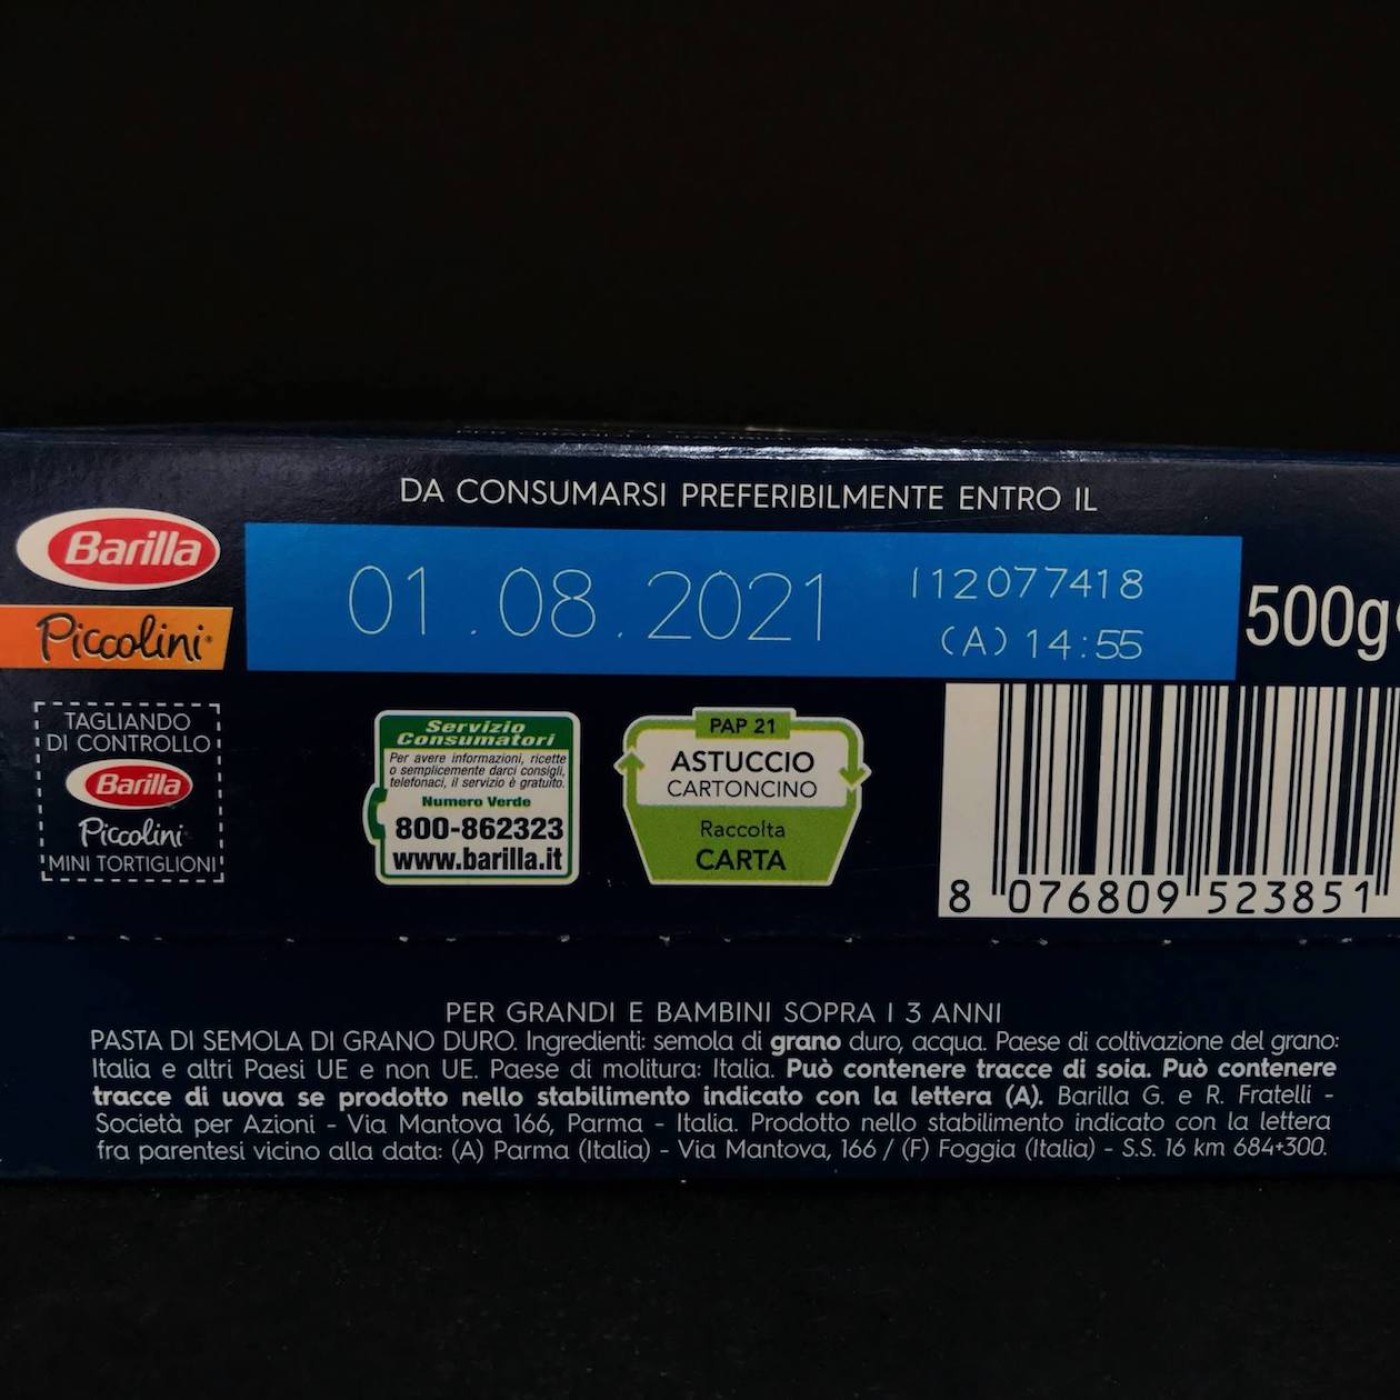 DA CONSUMARSI PREFERIBILMENTE ENTRO IL
Barilla
Piccolini
01.08.2021
112077418
(A) 14:55
500g
TAGLIANDO
DI CONTROLLO
Barilla
Piccolini
MINI TORTIGLIONI
Servizio
Consumatori
Per avere informazioni, ricette
o semplicemente darci consigli,
telefonaci, il servizio è gratuito.
Numero Verde
800-862323
www.barilla.it
PAP 21
ASTUCCIO
CARTONCINO
Raccolta
CARTA
8 076809 523851
PER GRANDI E BAMBINI SOPRA I 3 ANNI
PASTA DI SEMOLA DI GRANO DURO. Ingredienti: semola di grano duro, acqua. Paese di coltivazione del grano:
Italia e altri Paesi UE e non UE. Paese di molitura: Italia. Può contenere tracce di soia. Può contenere
tracce di uova se prodotto nello stabilimento indicato con la lettera (A). Barilla G. e R. Fratelli -
Società per Azioni - Via Mantova 166, Parma - Italia. Prodotto nello stabilimento indicato con la lettera
fra parentesi vicino alla data: (A) Parma (Italia) - Via Mantova, 166 / (F) Foggia (Italia) - S.S. 16 km 684+300.